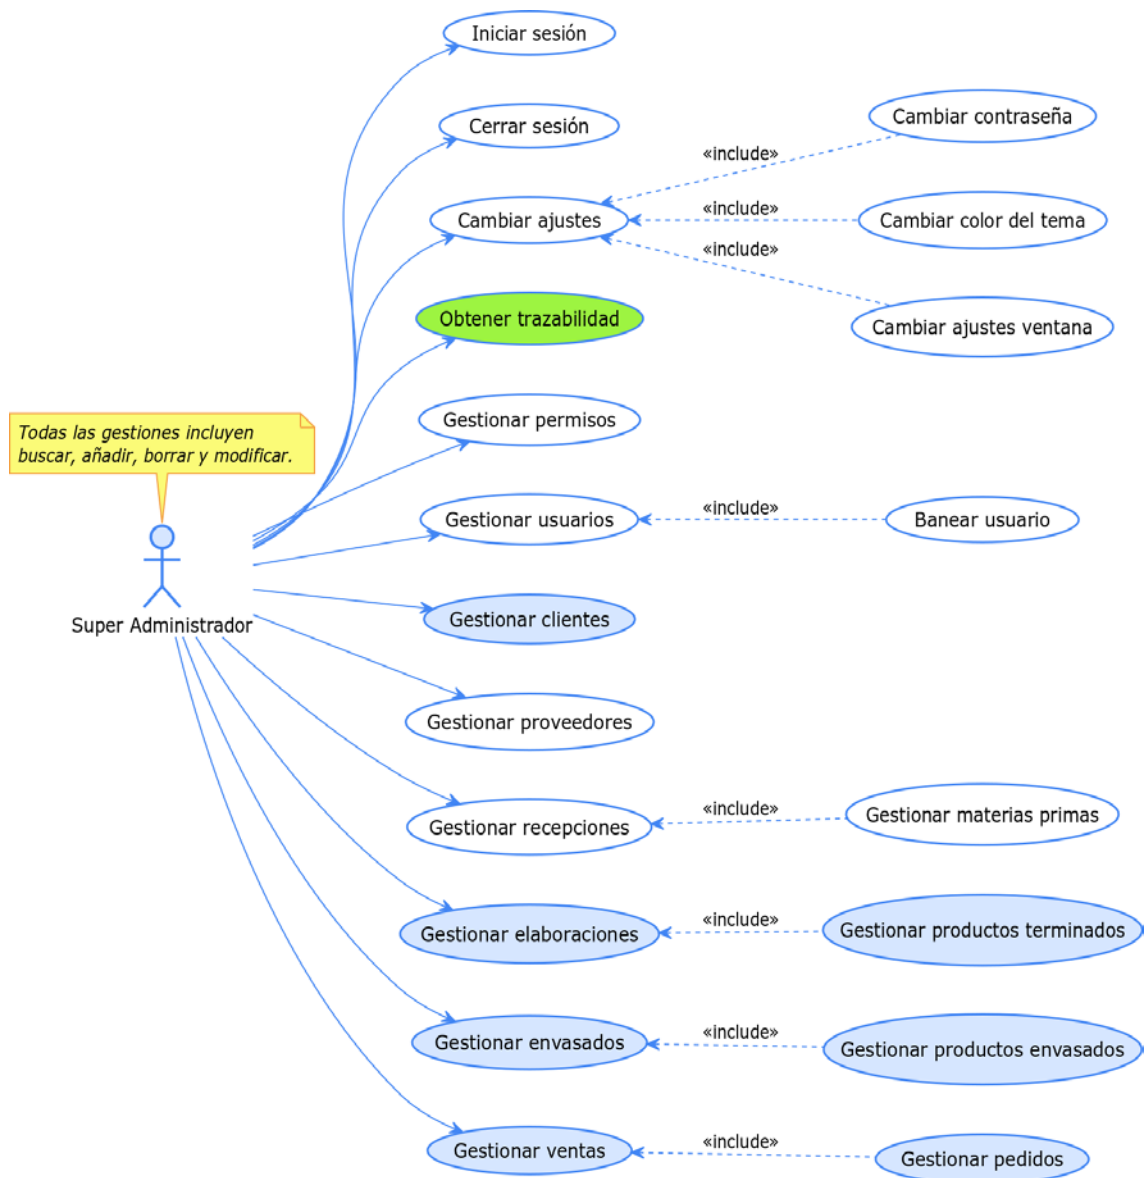 Iniciar sesión
Cerrar sesión
Cambiar contraseña
«include»
Cambiar ajustes
«include»
Cambiar color del tema
«include»
Obtener trazabilidad
Cambiar ajustes ventana
Gestionar permisos
Todas las gestiones incluyen
buscar, añadir, borrar y modificar.
Gestionar usuarios
«include»
Banear usuario
Super Administrador
Gestionar clientes
Gestionar proveedores
Gestionar recepciones
«include»
Gestionar materias primas
Gestionar elaboraciones
«include»
Gestionar productos terminados
Gestionar envasados
«include»
Gestionar productos envasados
Gestionar ventas
«include»
Gestionar pedidos